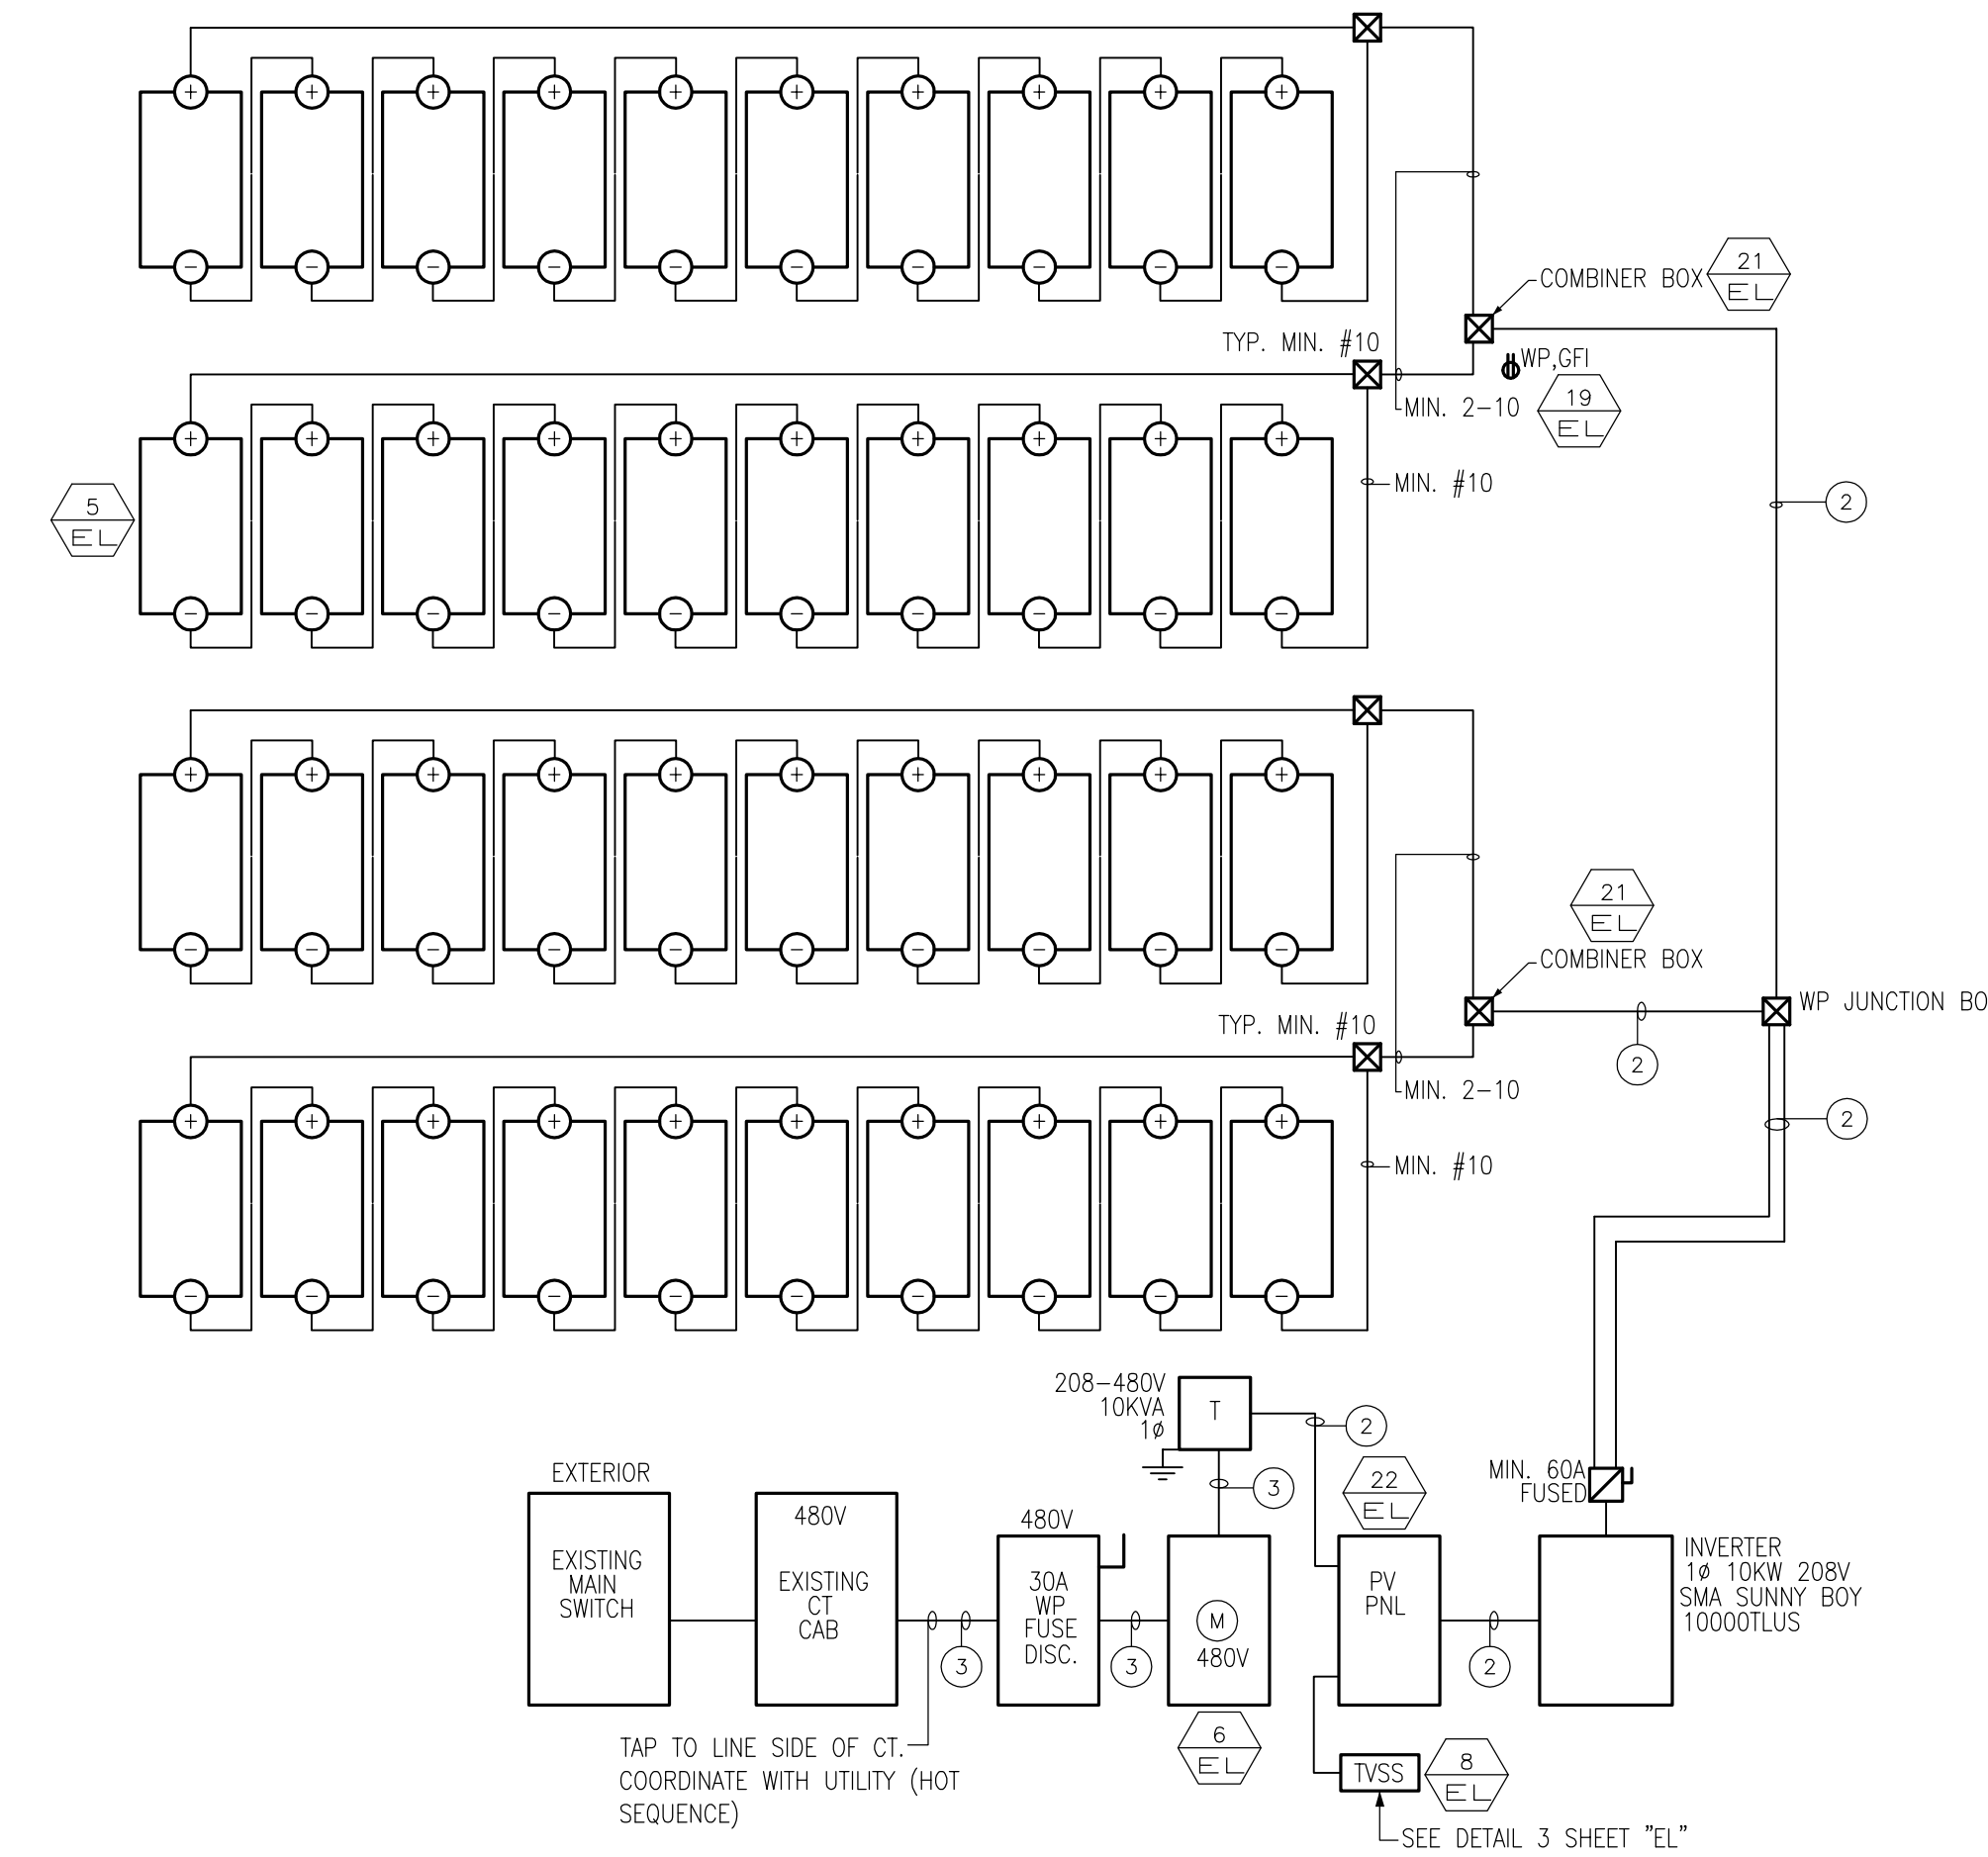 + + + + + + + + + +
− − − − − − − − − −
21
EL
COMBINER BOX
TYP. MIN. #10
WP,GFI
19
EL
MIN. 2−10
+ + + + + + + + + +
MIN. #10
2
5
EL
− − − − − − − − − −
+ + + + + + + + + +
21
EL
− − − − − − − − − −
COMBINER BOX
WP JUNCTION BO
TYP. MIN. #10
2
MIN. 2−10
+ + + + + + + + + +
2
MIN. #10
− − − − − − − − − −
208−480V
10KVA
1ø
T
2
EXTERIOR
3
22
EL
MIN. 60A
FUSED
EXISTING
MAIN
SWITCH
480V
EXISTING
CT
CAB
480V
30A
WP
FUSE
DISC.
M
480V
PV
PNL
INVERTER
1ø 10KW 208V
SMA SUNNY BOY
10000TLUS
3
3
2
TAP TO LINE SIDE OF CT.
COORDINATE WITH UTILITY (HOT
SEQUENCE)
6
EL
TVSS
8
EL
SEE DETAIL 3 SHEET "EL"